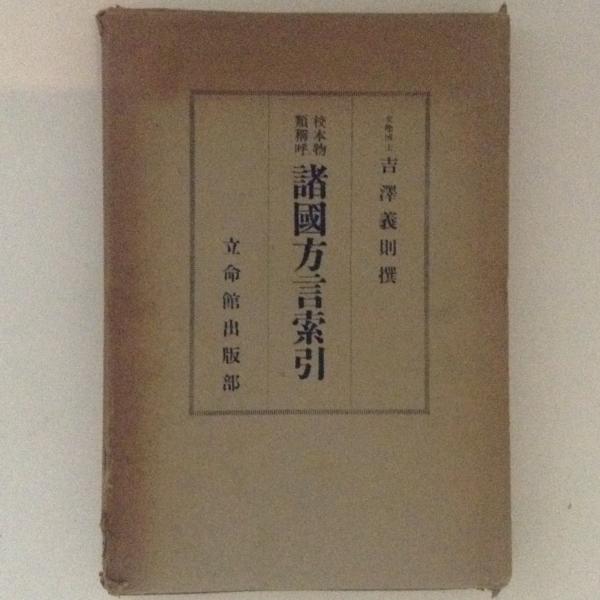 文學博士 吉澤義則撰
校本物類稱呼 諸國方言索引
立命館出版部